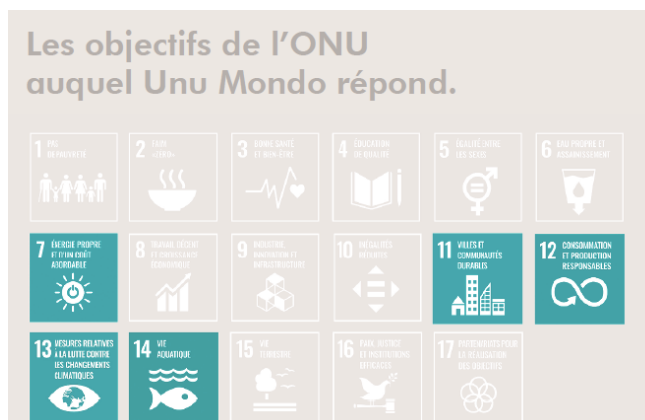 Les objectifs de l'ONU
auquel Unu Mondo répond.
1 PAS
DE PAUVRETÉ
2 FAIM
«ZÉRO»
3 BONNE SANTÉ
ET BIEN-ÊTRE
4 ÉDUCATION
DE QUALITÉ
5 ÉGALITÉ ENTRE
LES SEXES
6 EAU PROPRE ET
ASSAINISSEMENT
7 ÉNERGIE PROPRE
ET D'UN COÛT
ABORDABLE
8 TRAVAIL DÉCENT
ET CROISSANCE
ÉCONOMIQUE
9 INDUSTRIE,
INNOVATION ET
INFRASTRUCTURE
10 INÉGALITÉS
RÉDUITES
11 VILLES ET
COMMUNAUTÉS
DURABLES
12 CONSOMMATION
ET PRODUCTION
RESPONSABLES
13 MESURES RELATIVES
À LA LUTTE CONTRE
LES CHANGEMENTS
CLIMATIQUES
14 VIE
AQUATIQUE
15 VIE
TERRESTRE
16 PAIX, JUSTICE
ET INSTITUTIONS
EFFICACES
17 PARTENARIATS POUR
LA RÉALISATION
DES OBJECTIFS